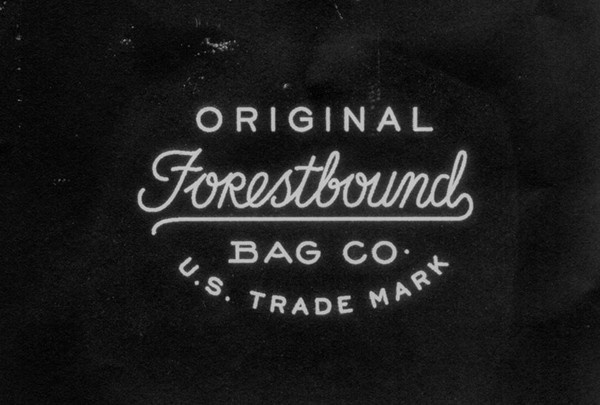 ORIGINAL
Forestbound
BAG CO.
U.S. TRADE MARK